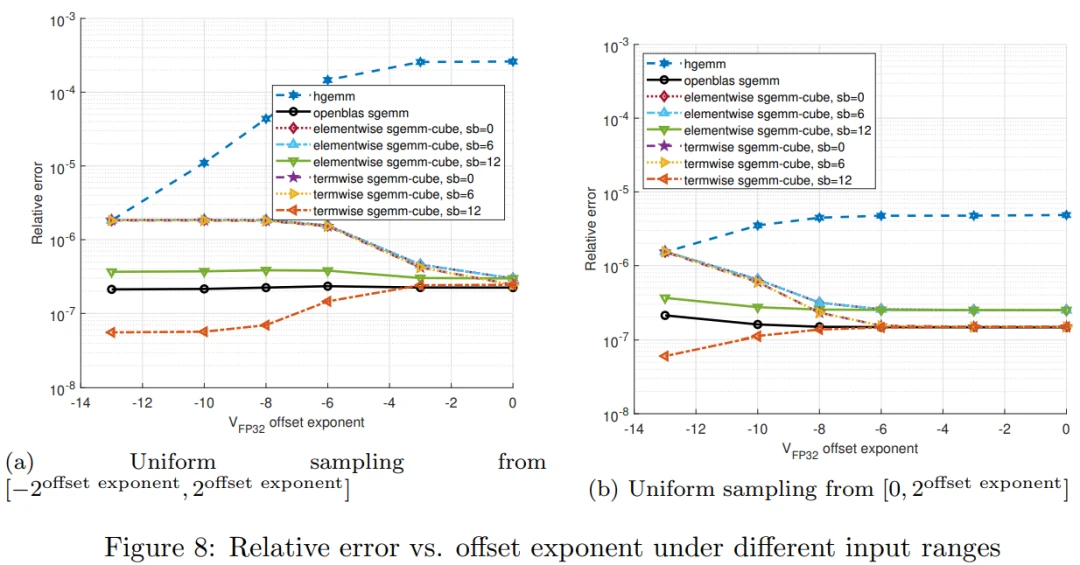 10^-3
10^-4
10^-5
10^-6
10^-7
10^-8
Relative error
-14 -12 -10 -8 -6 -4 -2 0
V_FP32 offset exponent
hgemm
openblas sgemm
elementwise sgemm-cube, sb=0
elementwise sgemm-cube, sb=6
elementwise sgemm-cube, sb=12
termwise sgemm-cube, sb=0
termwise sgemm-cube, sb=6
termwise sgemm-cube, sb=12
(a) Uniform sampling from
[−2^offset exponent, 2^offset exponent]
10^-3
10^-4
10^-5
10^-6
10^-7
10^-8
Relative error
-14 -12 -10 -8 -6 -4 -2 0
V_FP32 offset exponent
hgemm
openblas sgemm
elementwise sgemm-cube, sb=0
elementwise sgemm-cube, sb=6
elementwise sgemm-cube, sb=12
termwise sgemm-cube, sb=0
termwise sgemm-cube, sb=6
termwise sgemm-cube, sb=12
(b) Uniform sampling from [0, 2^offset exponent]
Figure 8: Relative error vs. offset exponent under different input ranges